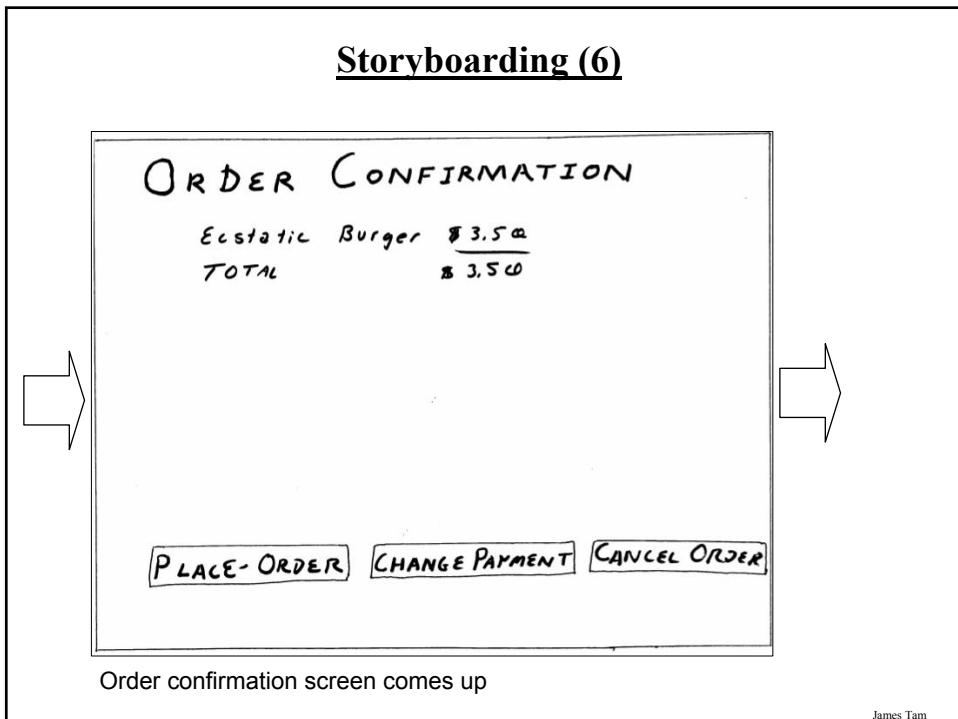 Storyboarding (6)
ORDER CONFIRMATION
Ecstatic Burger $ 3.50
TOTAL $ 3.50
PLACE-ORDER CHANGE PAYMENT CANCEL ORDER
Order confirmation screen comes up
James Tam